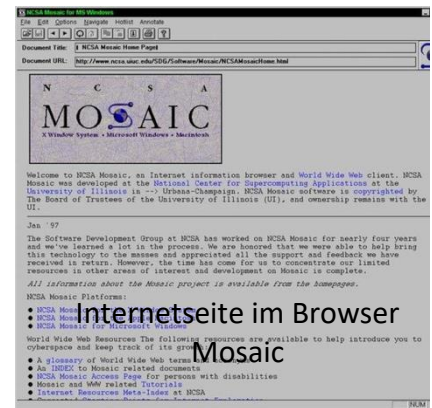 NCSA Mosaic for MS Windows
File Edit Options Navigate Hotlist Annotate
Document Title: NCSA Mosaic Home Page
Document URL: http://www.ncsa.uiuc.edu/SDG/Software/Mosaic/NCSAMosaicHome.html
N C S A
MOSAIC
X Window System • Microsoft Windows • Macintosh
Welcome to NCSA Mosaic, an Internet information browser and World Wide Web client. NCSA
Mosaic was developed at the National Center for Supercomputing Applications at the
University of Illinois in --> Urbana-Champaign. NCSA Mosaic software is copyrighted by
The Board of Trustees of the University of Illinois (UI), and ownership remains with the
UI.
Jan '97
The Software Development Group at NCSA has worked on NCSA Mosaic for nearly four years
and we've learned a lot in the process. We are honored that we were able to help bring
this technology to the masses and appreciated all the support and feedback we have
received in return. However, the time has come for us to concentrate our limited
resources in other areas of interest and development on Mosaic is complete.
All information about the Mosaic project is available from the homepages.
NCSA Mosaic Platforms:
Internetseite im Browser
Mosaic
● NCSA
● NCSA
● NCSA Mosaic for Microsoft Windows
World Wide Web Resources The following resources are available to help introduce you to
cyberspace and keep track of its
● A glossary of World Wide Web terms
● An INDEX to Mosaic related documents
● NCSA Mosaic Access Page for persons with disabilities
● Mosaic and WWW related Tutorials
● Internet Resources Meta-Index at NCSA
NUM